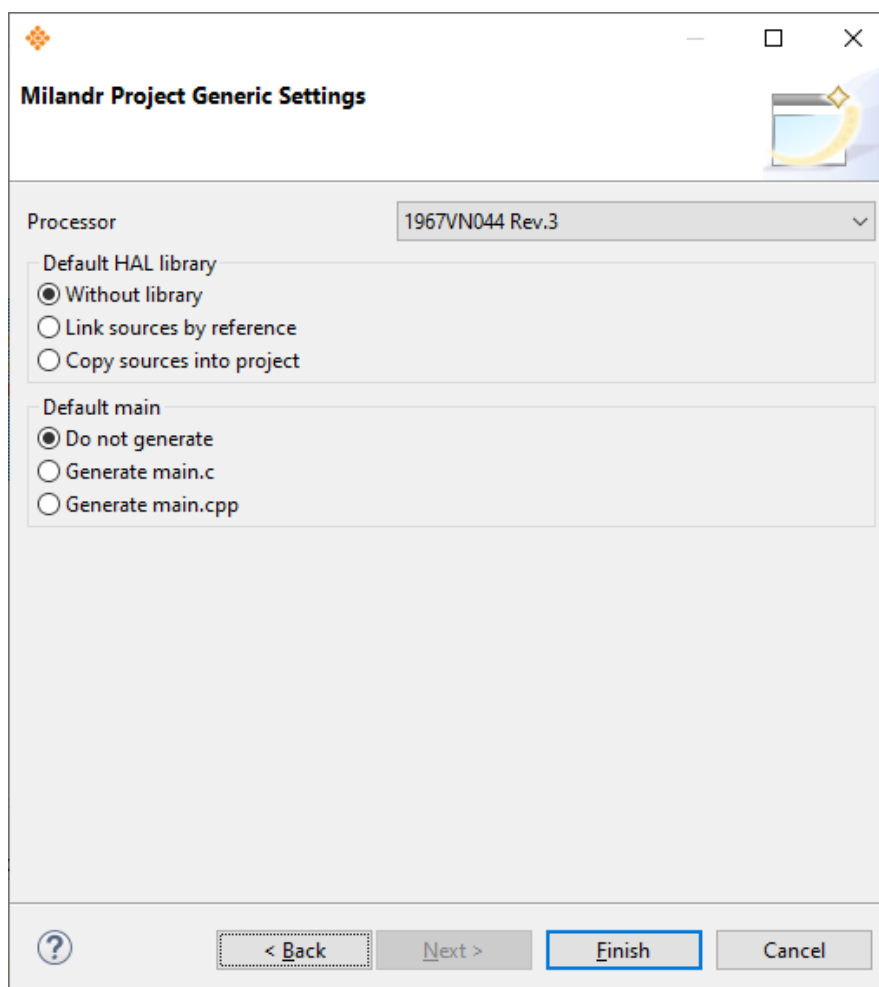 Milandr Project Generic Settings
Processor 1967VN044 Rev.3
Default HAL library
Without library
Link sources by reference
Copy sources into project
Default main
Do not generate
Generate main.c
Generate main.cpp
? < Back Next > Finish Cancel